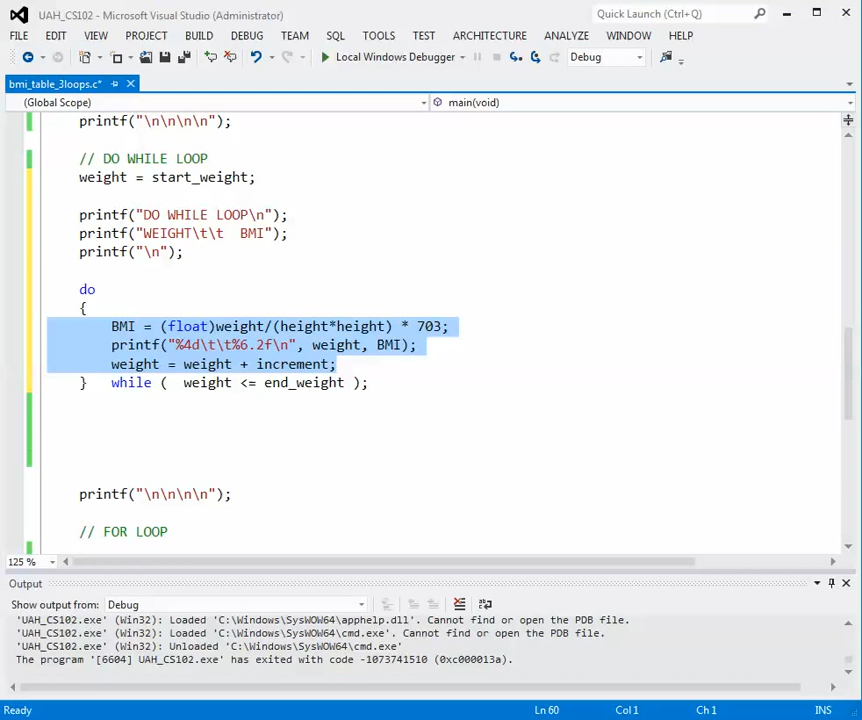 UAH_CS102 - Microsoft Visual Studio (Administrator)
Quick Launch (Ctrl+Q)
FILE EDIT VIEW PROJECT BUILD DEBUG TEAM SQL TOOLS TEST ARCHITECTURE ANALYZE WINDOW HELP
Local Windows Debugger Debug
bmi_table_3loops.c*
(Global Scope) main(void)
printf("\n\n\n\n");
// DO WHILE LOOP
weight = start_weight;
printf("DO WHILE LOOP\n");
printf("WEIGHT\t\t  BMI");
printf("\n");
do
{
BMI = (float)weight/(height*height) * 703;
printf("%4d\t\t%6.2f\n", weight, BMI);
weight = weight + increment;
}   while (  weight <= end_weight );
printf("\n\n\n\n");
// FOR LOOP
125 %
Output
Show output from: Debug
'UAH_CS102.exe' (Win32): Loaded 'C:\Windows\SysWOW64\apphelp.dll'. Cannot find or open the PDB file.
'UAH_CS102.exe' (Win32): Loaded 'C:\Windows\SysWOW64\cmd.exe'. Cannot find or open the PDB file.
'UAH_CS102.exe' (Win32): Unloaded 'C:\Windows\SysWOW64\cmd.exe'
The program '[6604] UAH_CS102.exe' has exited with code -1073741510 (0xc000013a).
Ready Ln 60 Col 1 Ch 1 INS